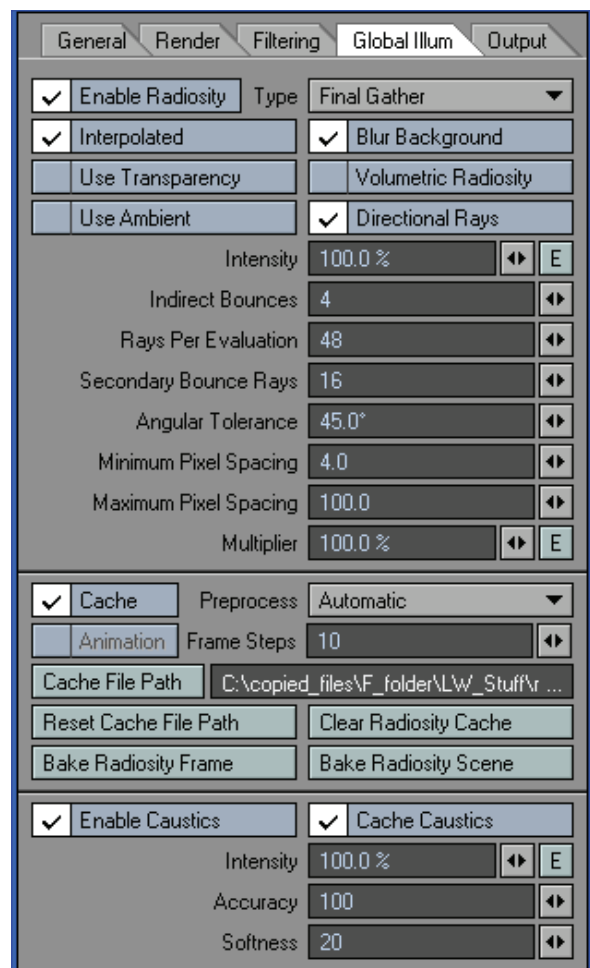 General Render Filtering Global Illum Output
Enable Radiosity Type Final Gather
Interpolated Blur Background
Use Transparency Volumetric Radiosity
Use Ambient Directional Rays
Intensity 100.0 % E
Indirect Bounces 4
Rays Per Evaluation 48
Secondary Bounce Rays 16
Angular Tolerance 45.0°
Minimum Pixel Spacing 4.0
Maximum Pixel Spacing 100.0
Multiplier 100.0 % E
Cache Preprocess Automatic
Animation Frame Steps 10
Cache File Path C:\copied_files\F_folder\LW_Stuff\r ...
Reset Cache File Path Clear Radiosity Cache
Bake Radiosity Frame Bake Radiosity Scene
Enable Caustics Cache Caustics
Intensity 100.0 % E
Accuracy 100
Softness 20